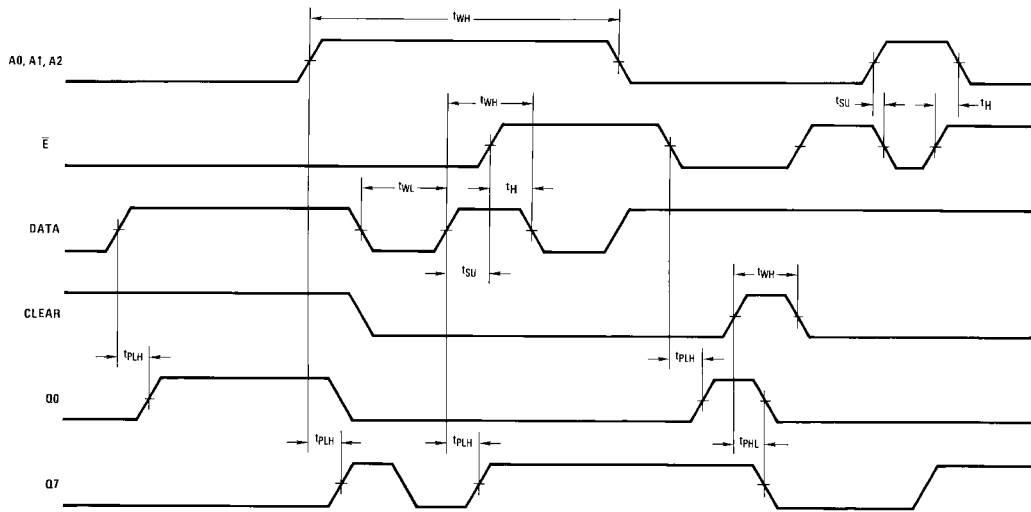 tWH
A0, A1, A2
tWH
tSU
tH
E̅
tWL
tH
DATA
tSU
tWH
CLEAR
tPLH
tPLH
Q0
tPLH
tPLH
tPHL
Q7